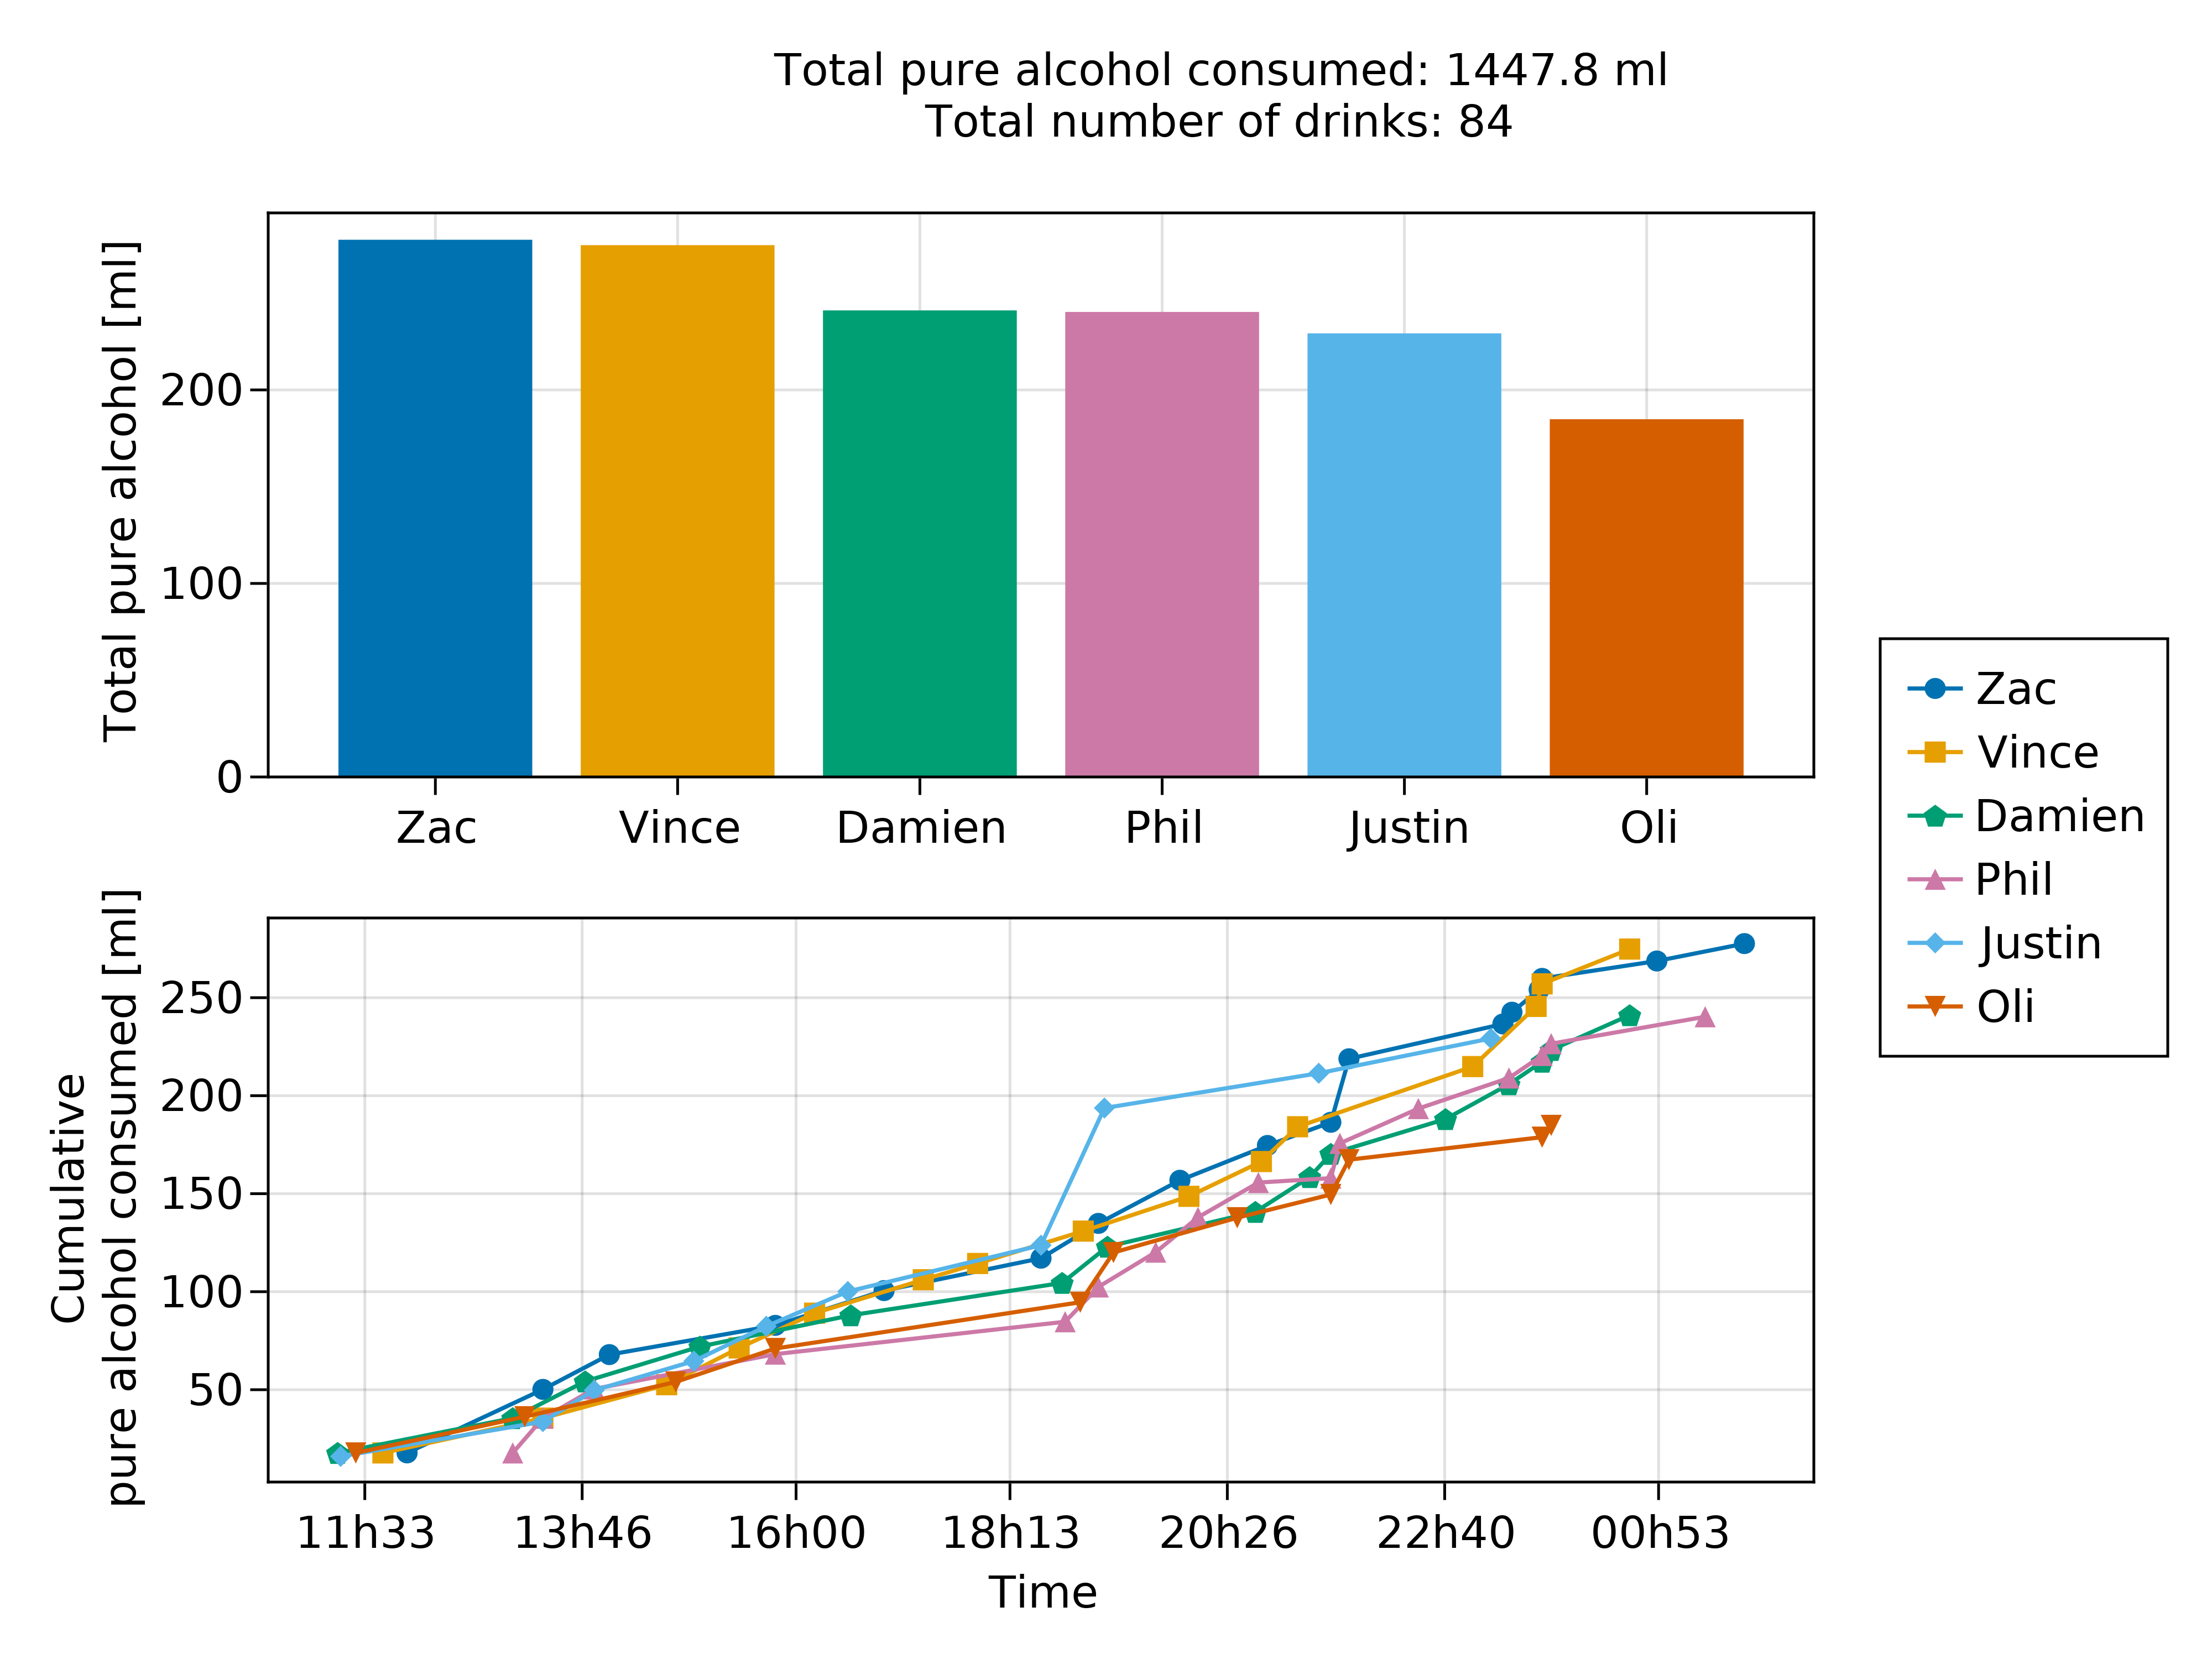 Total pure alcohol consumed: 1447.8 ml
Total number of drinks: 84
Total pure alcohol [ml]
200
100
0
Zac
Vince
Damien
Phil
Justin
Oli
Zac
Vince
Damien
Phil
Justin
Oli
Cumulative
pure alcohol consumed [ml]
250
200
150
100
50
11h33
13h46
16h00
18h13
20h26
22h40
00h53
Time